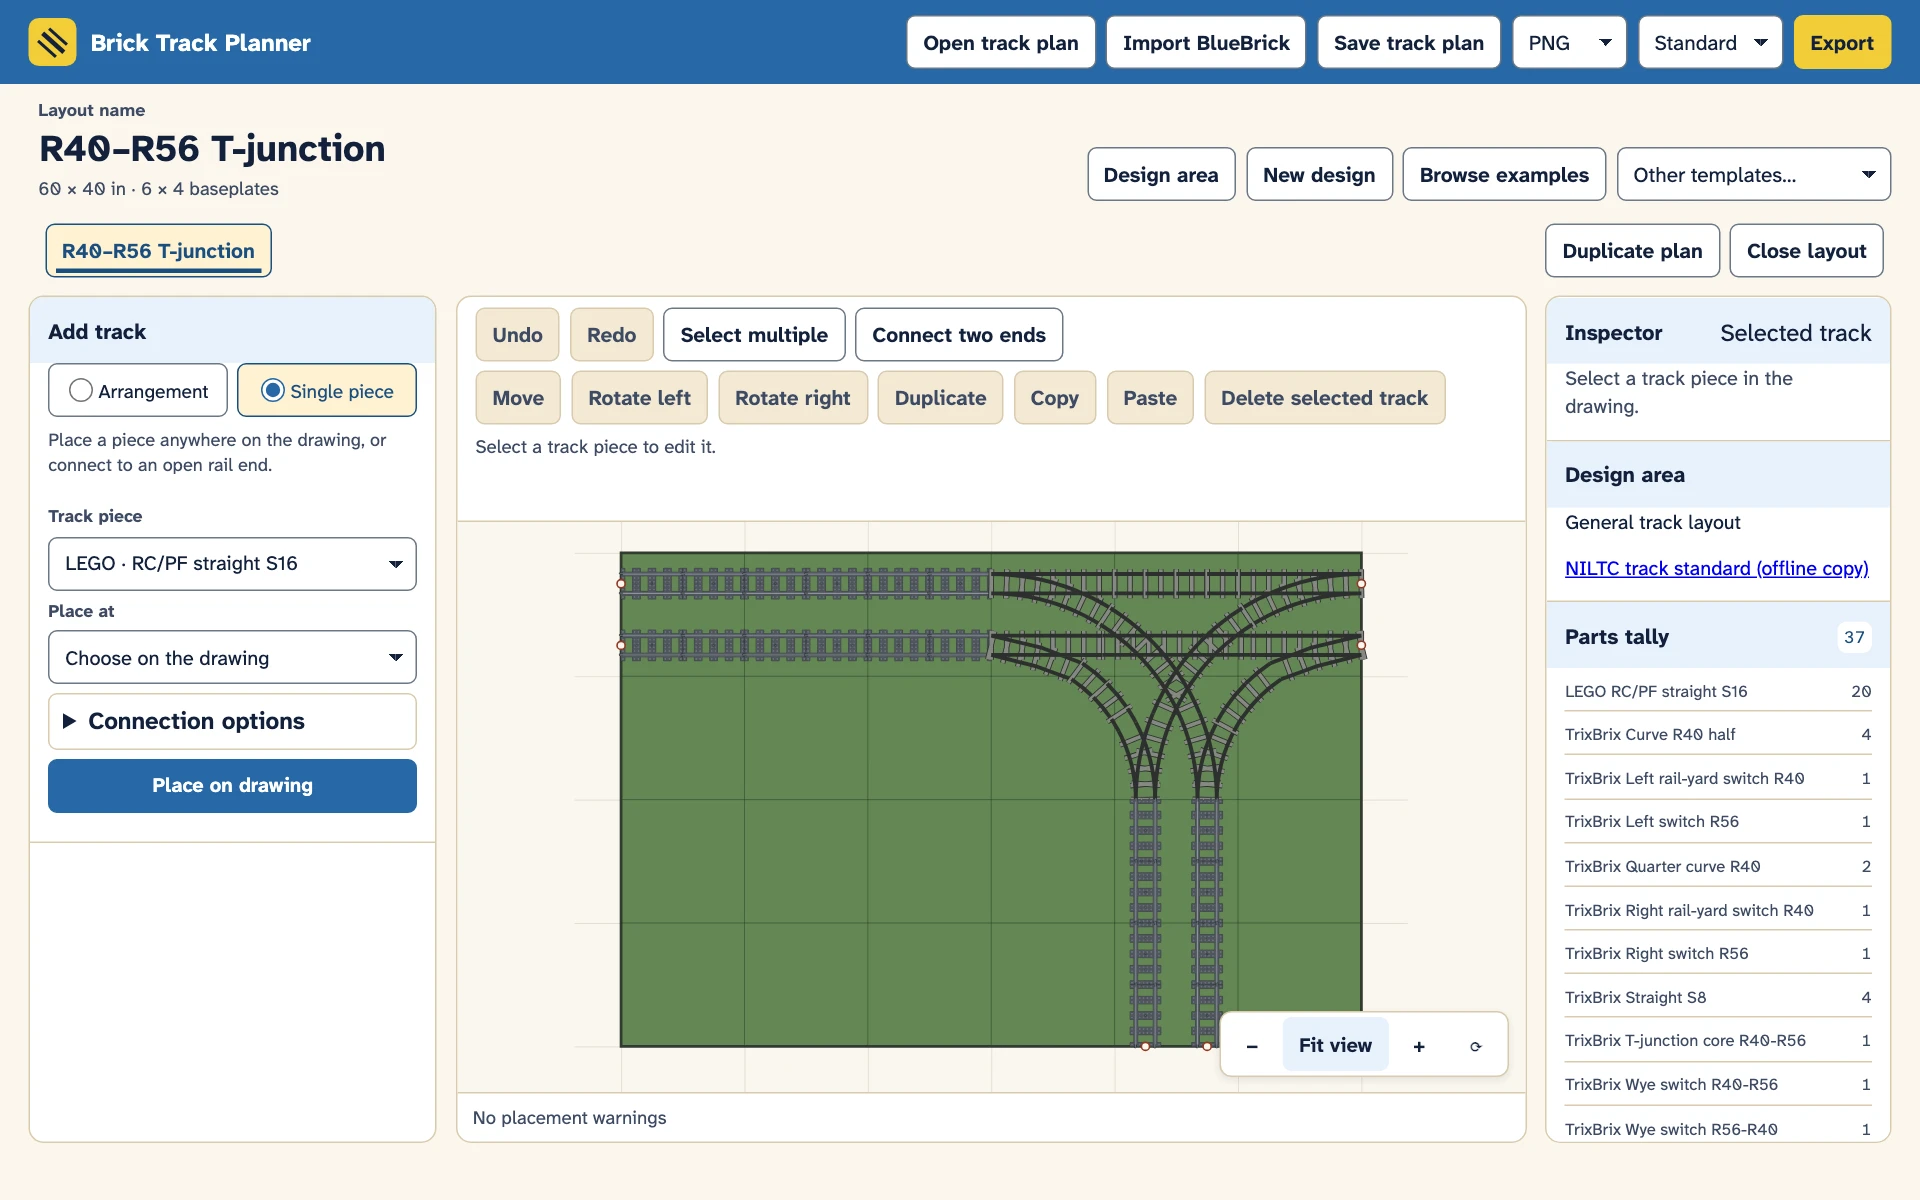 Brick Track Planner
Open track plan
Import BlueBrick
Save track plan
PNG
Standard
Export
Layout name
R40–R56 T-junction
60 × 40 in · 6 × 4 baseplates
Design area
New design
Browse examples
Other templates...
R40–R56 T-junction
Duplicate plan
Close layout
Add track
Arrangement
Single piece
Place a piece anywhere on the drawing, or
connect to an open rail end.
Track piece
LEGO · RC/PF straight S16
Place at
Choose on the drawing
Connection options
Place on drawing
Undo
Redo
Select multiple
Connect two ends
Move
Rotate left
Rotate right
Duplicate
Copy
Paste
Delete selected track
Select a track piece to edit it.
− Fit view + ⟳
No placement warnings
Inspector Selected track
Select a track piece in the
drawing.
Design area
General track layout
NILTC track standard (offline copy)
Parts tally 37
LEGO RC/PF straight S16 20
TrixBrix Curve R40 half 4
TrixBrix Left rail-yard switch R40 1
TrixBrix Left switch R56 1
TrixBrix Quarter curve R40 2
TrixBrix Right rail-yard switch R40 1
TrixBrix Right switch R56 1
TrixBrix Straight S8 4
TrixBrix T-junction core R40-R56 1
TrixBrix Wye switch R40-R56 1
TrixBrix Wye switch R56-R40 1